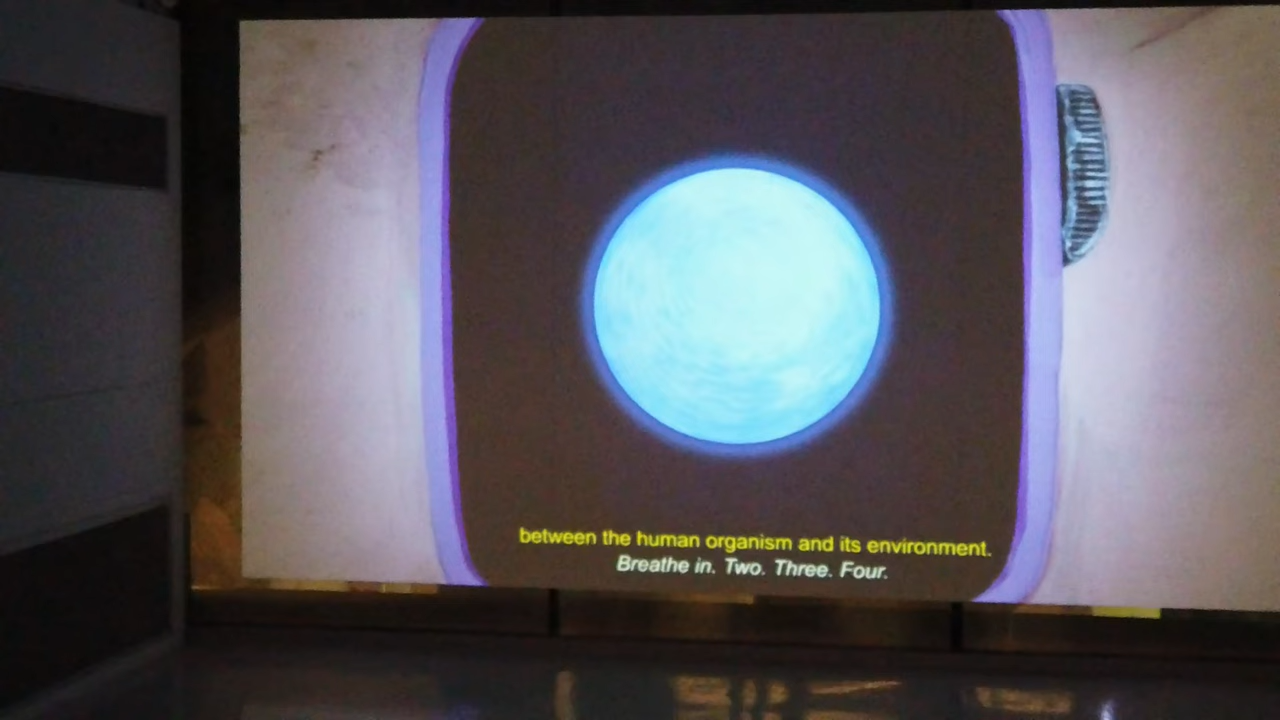 between the human organism and its environment.
Breathe in. Two. Three. Four.